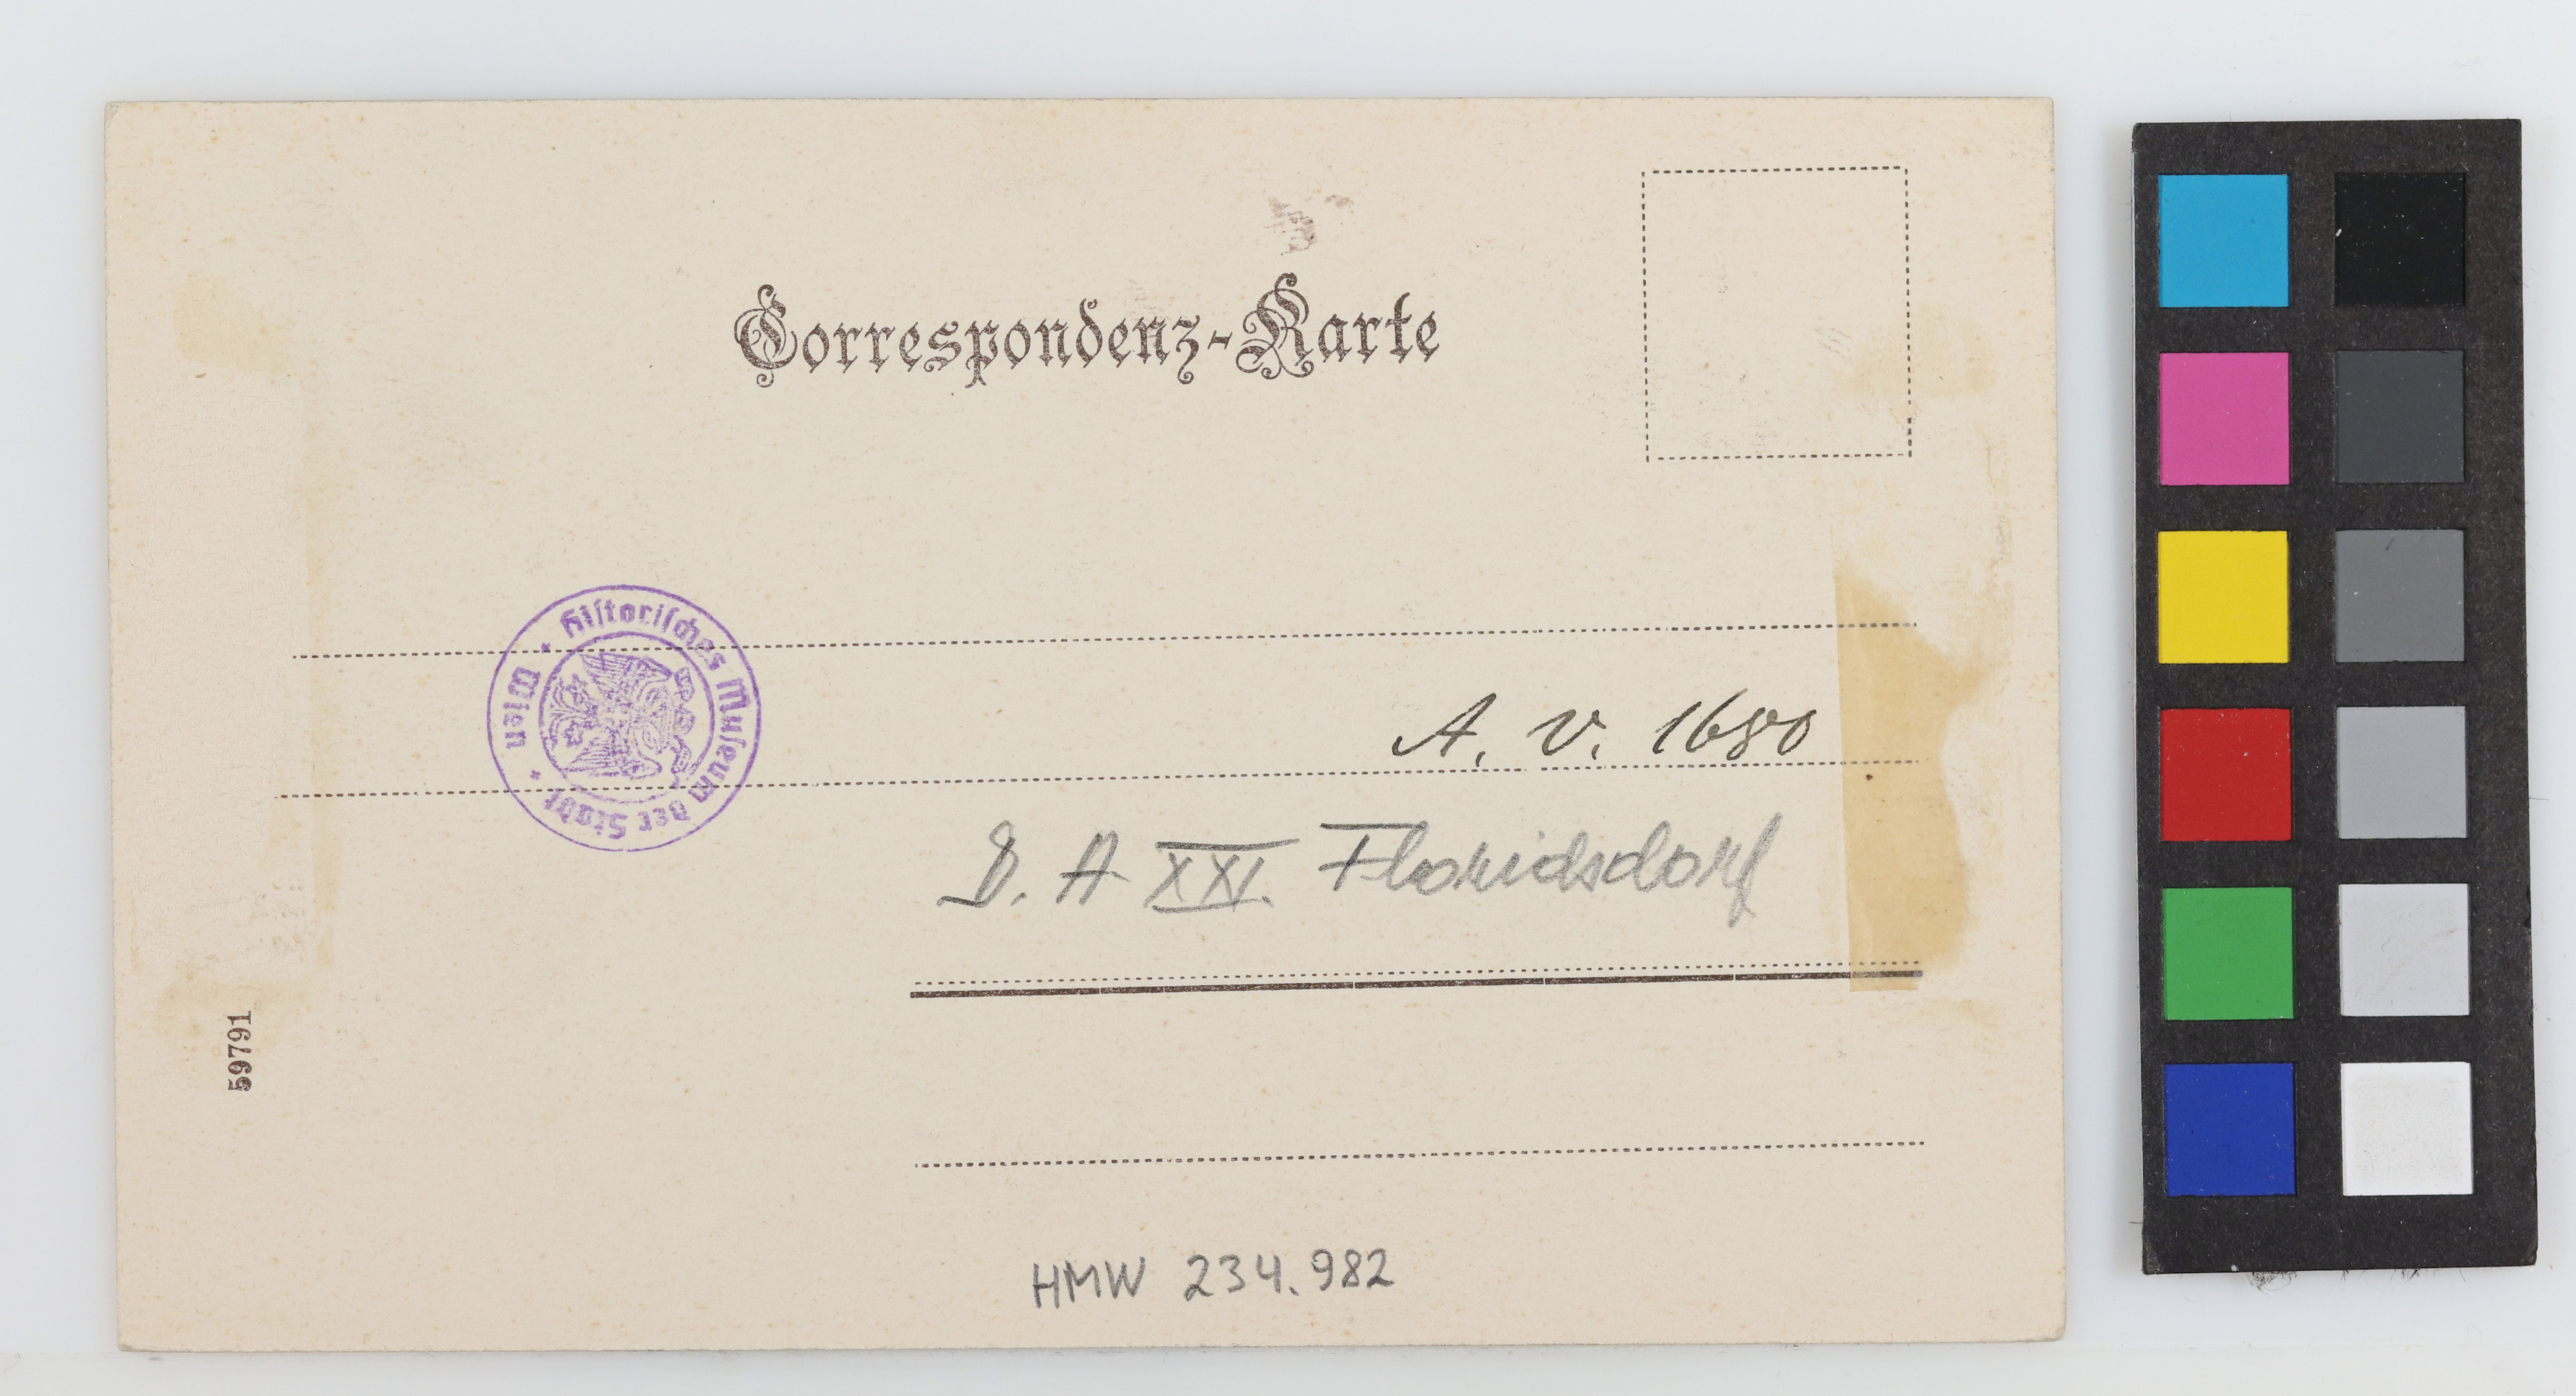 Correspondenz-Karte
Historisches Museum der Stadt Wien
A. V. 1680
D. A XXI. Floridsdorf
59791
HMW 234.982